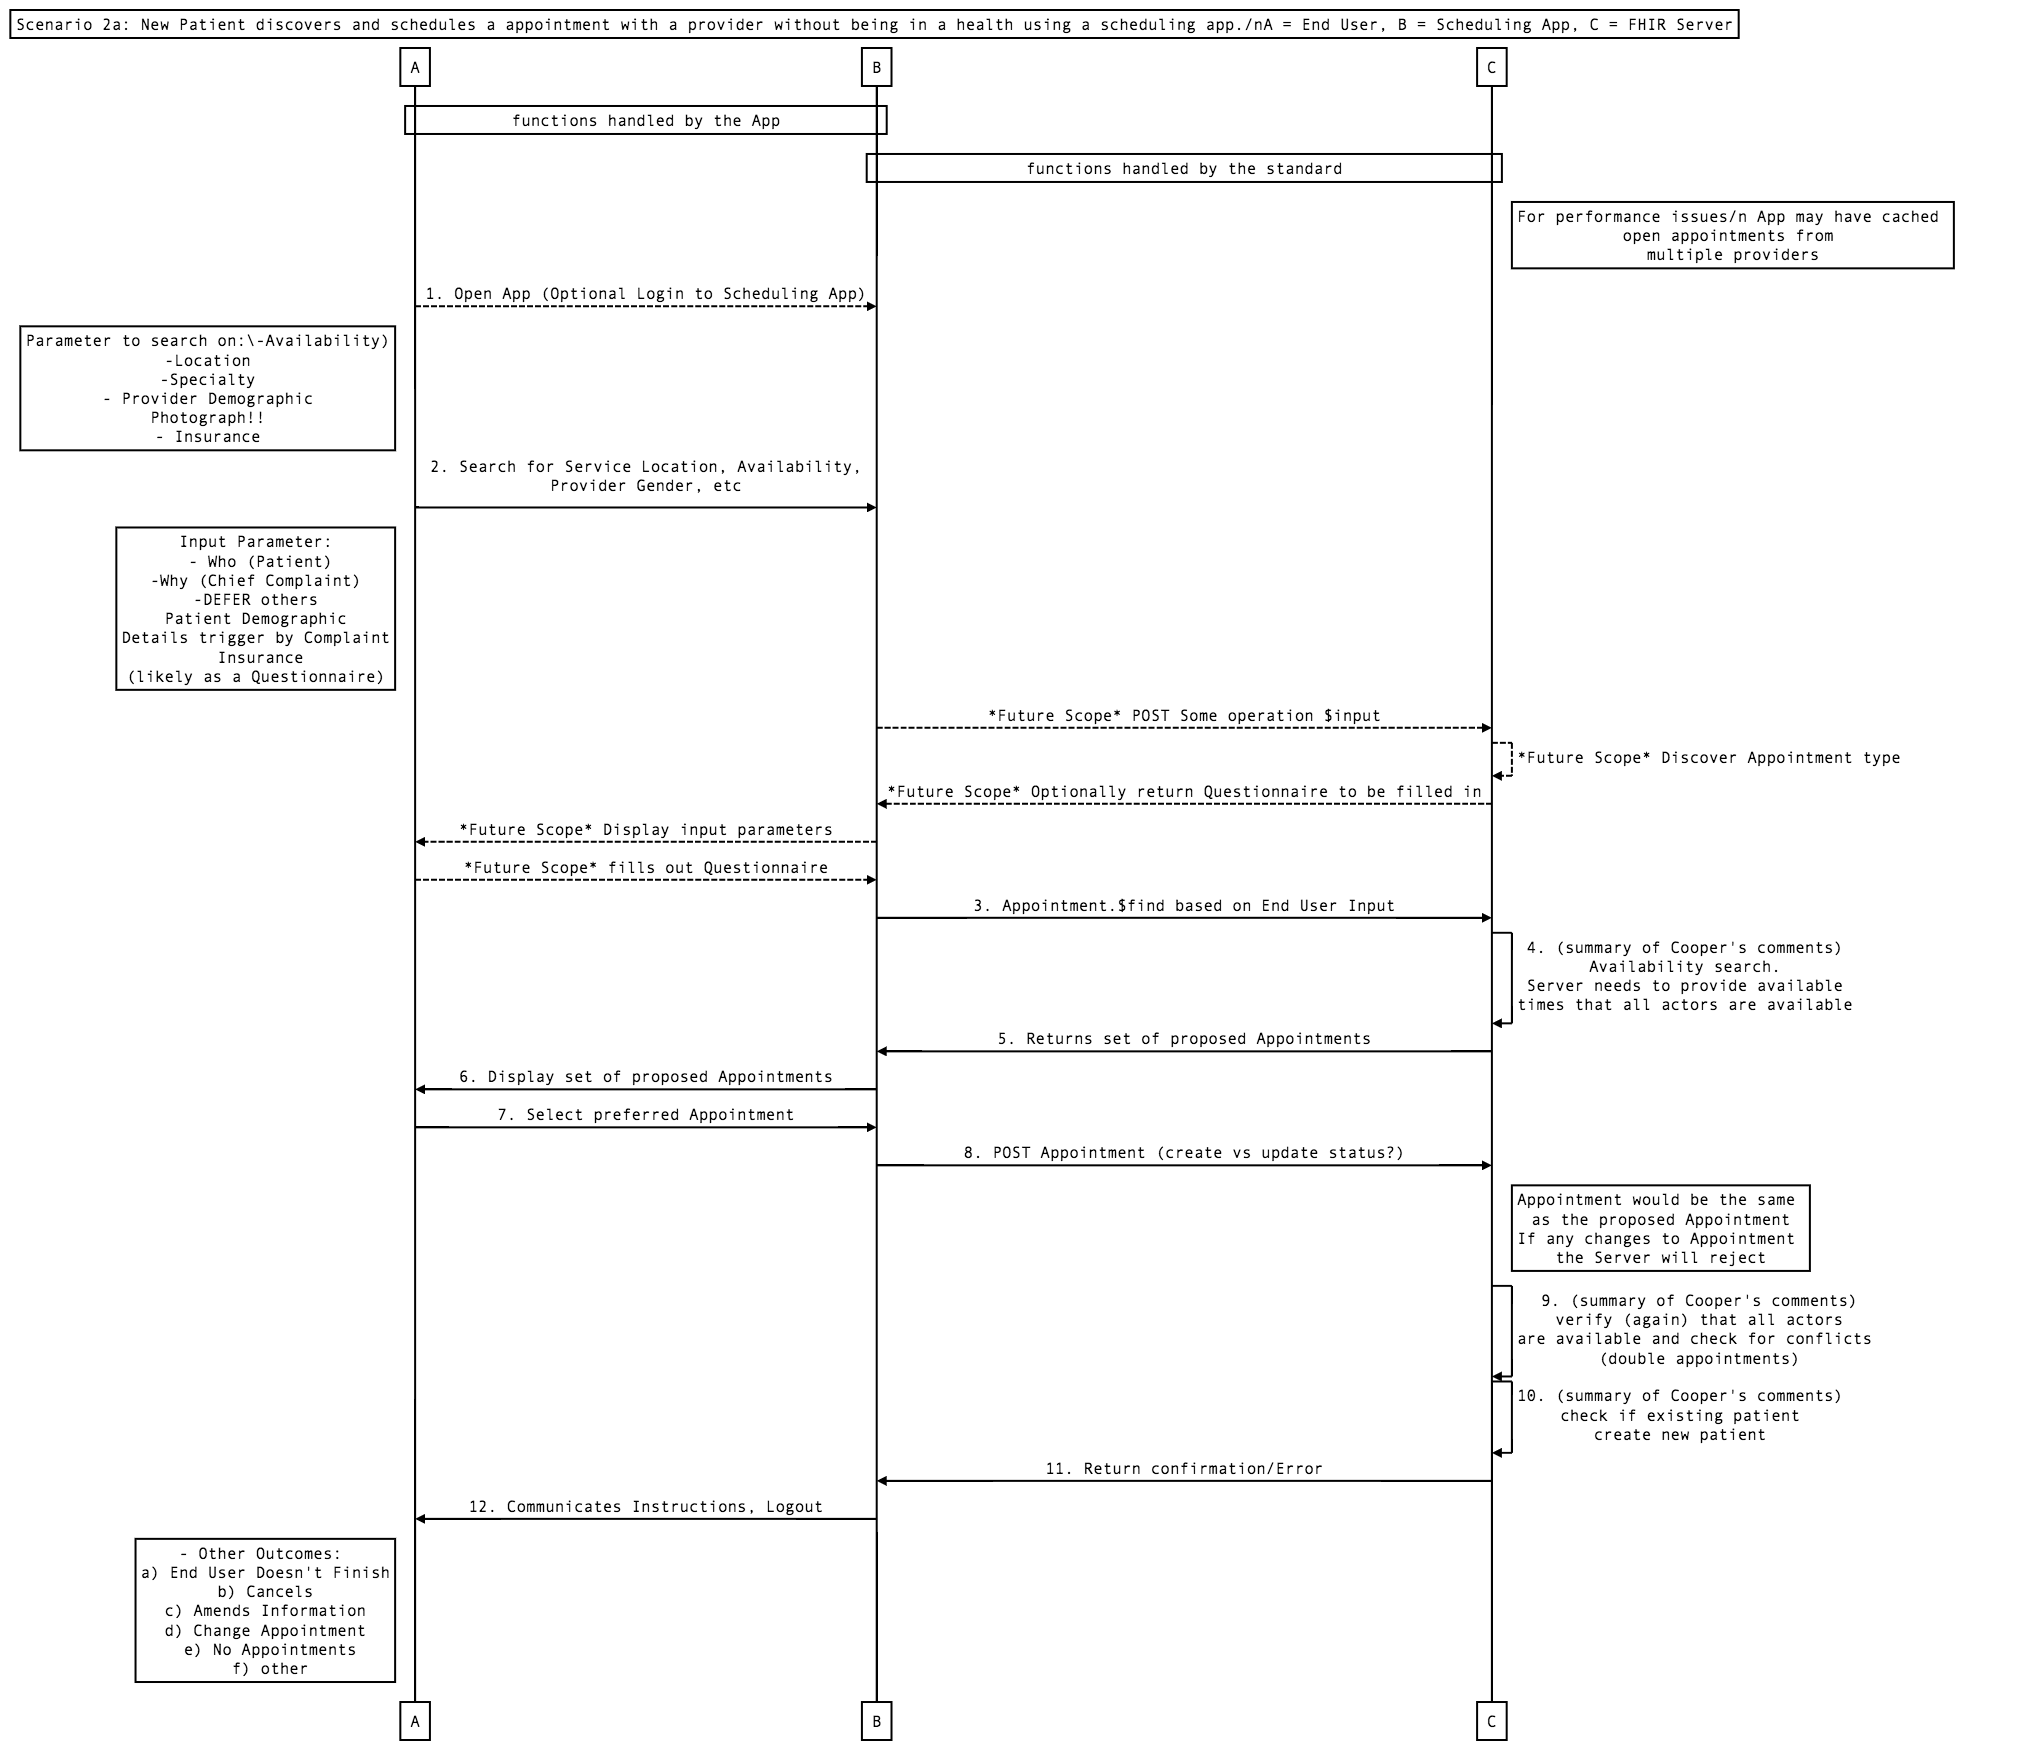 Scenario 2a: New Patient discovers and schedules a appointment with a provider without being in a health using a scheduling app./nA = End User, B = Scheduling App, C = FHIR Server
A
B
C
functions handled by the App
functions handled by the standard
For performance issues/n App may have cached
open appointments from
multiple providers
1. Open App (Optional Login to Scheduling App)
Parameter to search on:\-Availability)
-Location
-Specialty
- Provider Demographic
Photograph!!
- Insurance
2. Search for Service Location, Availability,
Provider Gender, etc
Input Parameter:
- Who (Patient)
-Why (Chief Complaint)
-DEFER others
Patient Demographic
Details trigger by Complaint
Insurance
(likely as a Questionnaire)
*Future Scope* POST Some operation $input
*Future Scope* Discover Appointment type
*Future Scope* Optionally return Questionnaire to be filled in
*Future Scope* Display input parameters
*Future Scope* fills out Questionnaire
3. Appointment.$find based on End User Input
4. (summary of Cooper's comments)
Availability search.
Server needs to provide available
times that all actors are available
5. Returns set of proposed Appointments
6. Display set of proposed Appointments
7. Select preferred Appointment
8. POST Appointment (create vs update status?)
Appointment would be the same
as the proposed Appointment
If any changes to Appointment
the Server will reject
9. (summary of Cooper's comments)
verify (again) that all actors
are available and check for conflicts
(double appointments)
10. (summary of Cooper's comments)
check if existing patient
create new patient
11. Return confirmation/Error
12. Communicates Instructions, Logout
- Other Outcomes:
a) End User Doesn't Finish
b) Cancels
c) Amends Information
d) Change Appointment
e) No Appointments
f) other
A
B
C